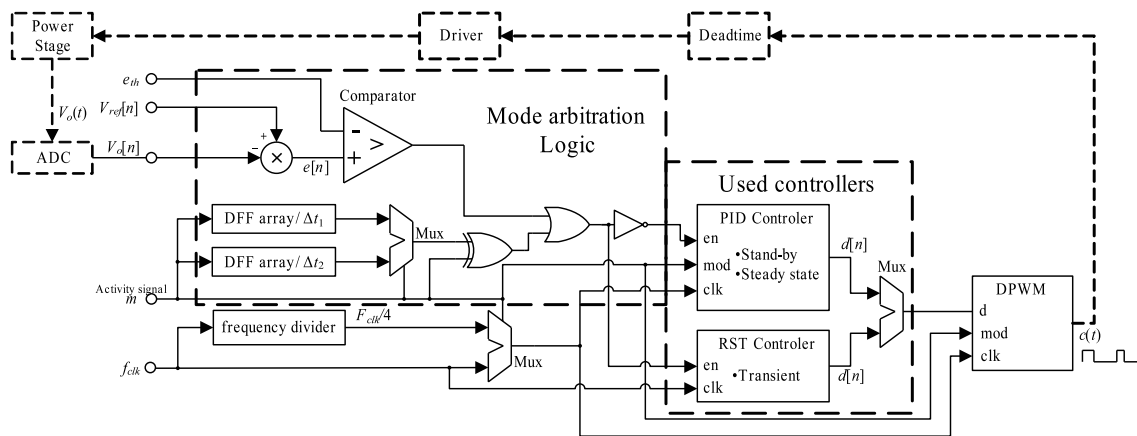 Power
Stage
Driver
Deadtime
e_th
Comparator
V_ref[n]
V_o(t)
Mode arbitration
Logic
+
-
>
ADC
V_o[n]
−
×
+
e[n]
Used controllers
DFF array/ Δt_1
Mux
PID Controler
en
•Stand-by
d[n]
mod
•Steady state
Mux
clk
DFF array/ Δt_2
Activity signal
m
DPWM
d
mod
clk
c(t)
frequency divider
F_clk/4
Mux
RST Controler
en
•Transient
d[n]
clk
f_clk